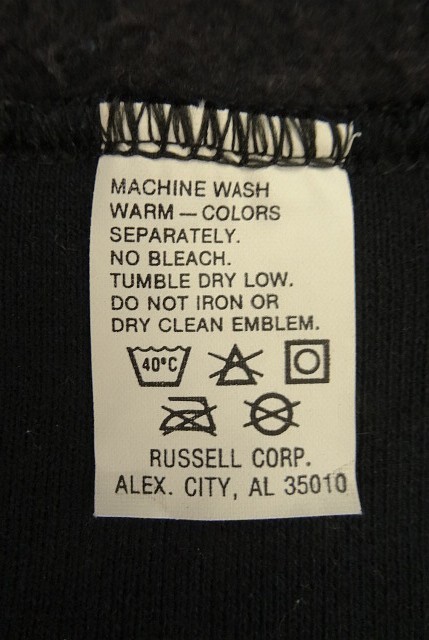 MACHINE WASH
WARM — COLORS
SEPARATELY.
NO BLEACH.
TUMBLE DRY LOW.
DO NOT IRON OR
DRY CLEAN EMBLEM.
40°C
RUSSELL CORP.
ALEX. CITY, AL 35010